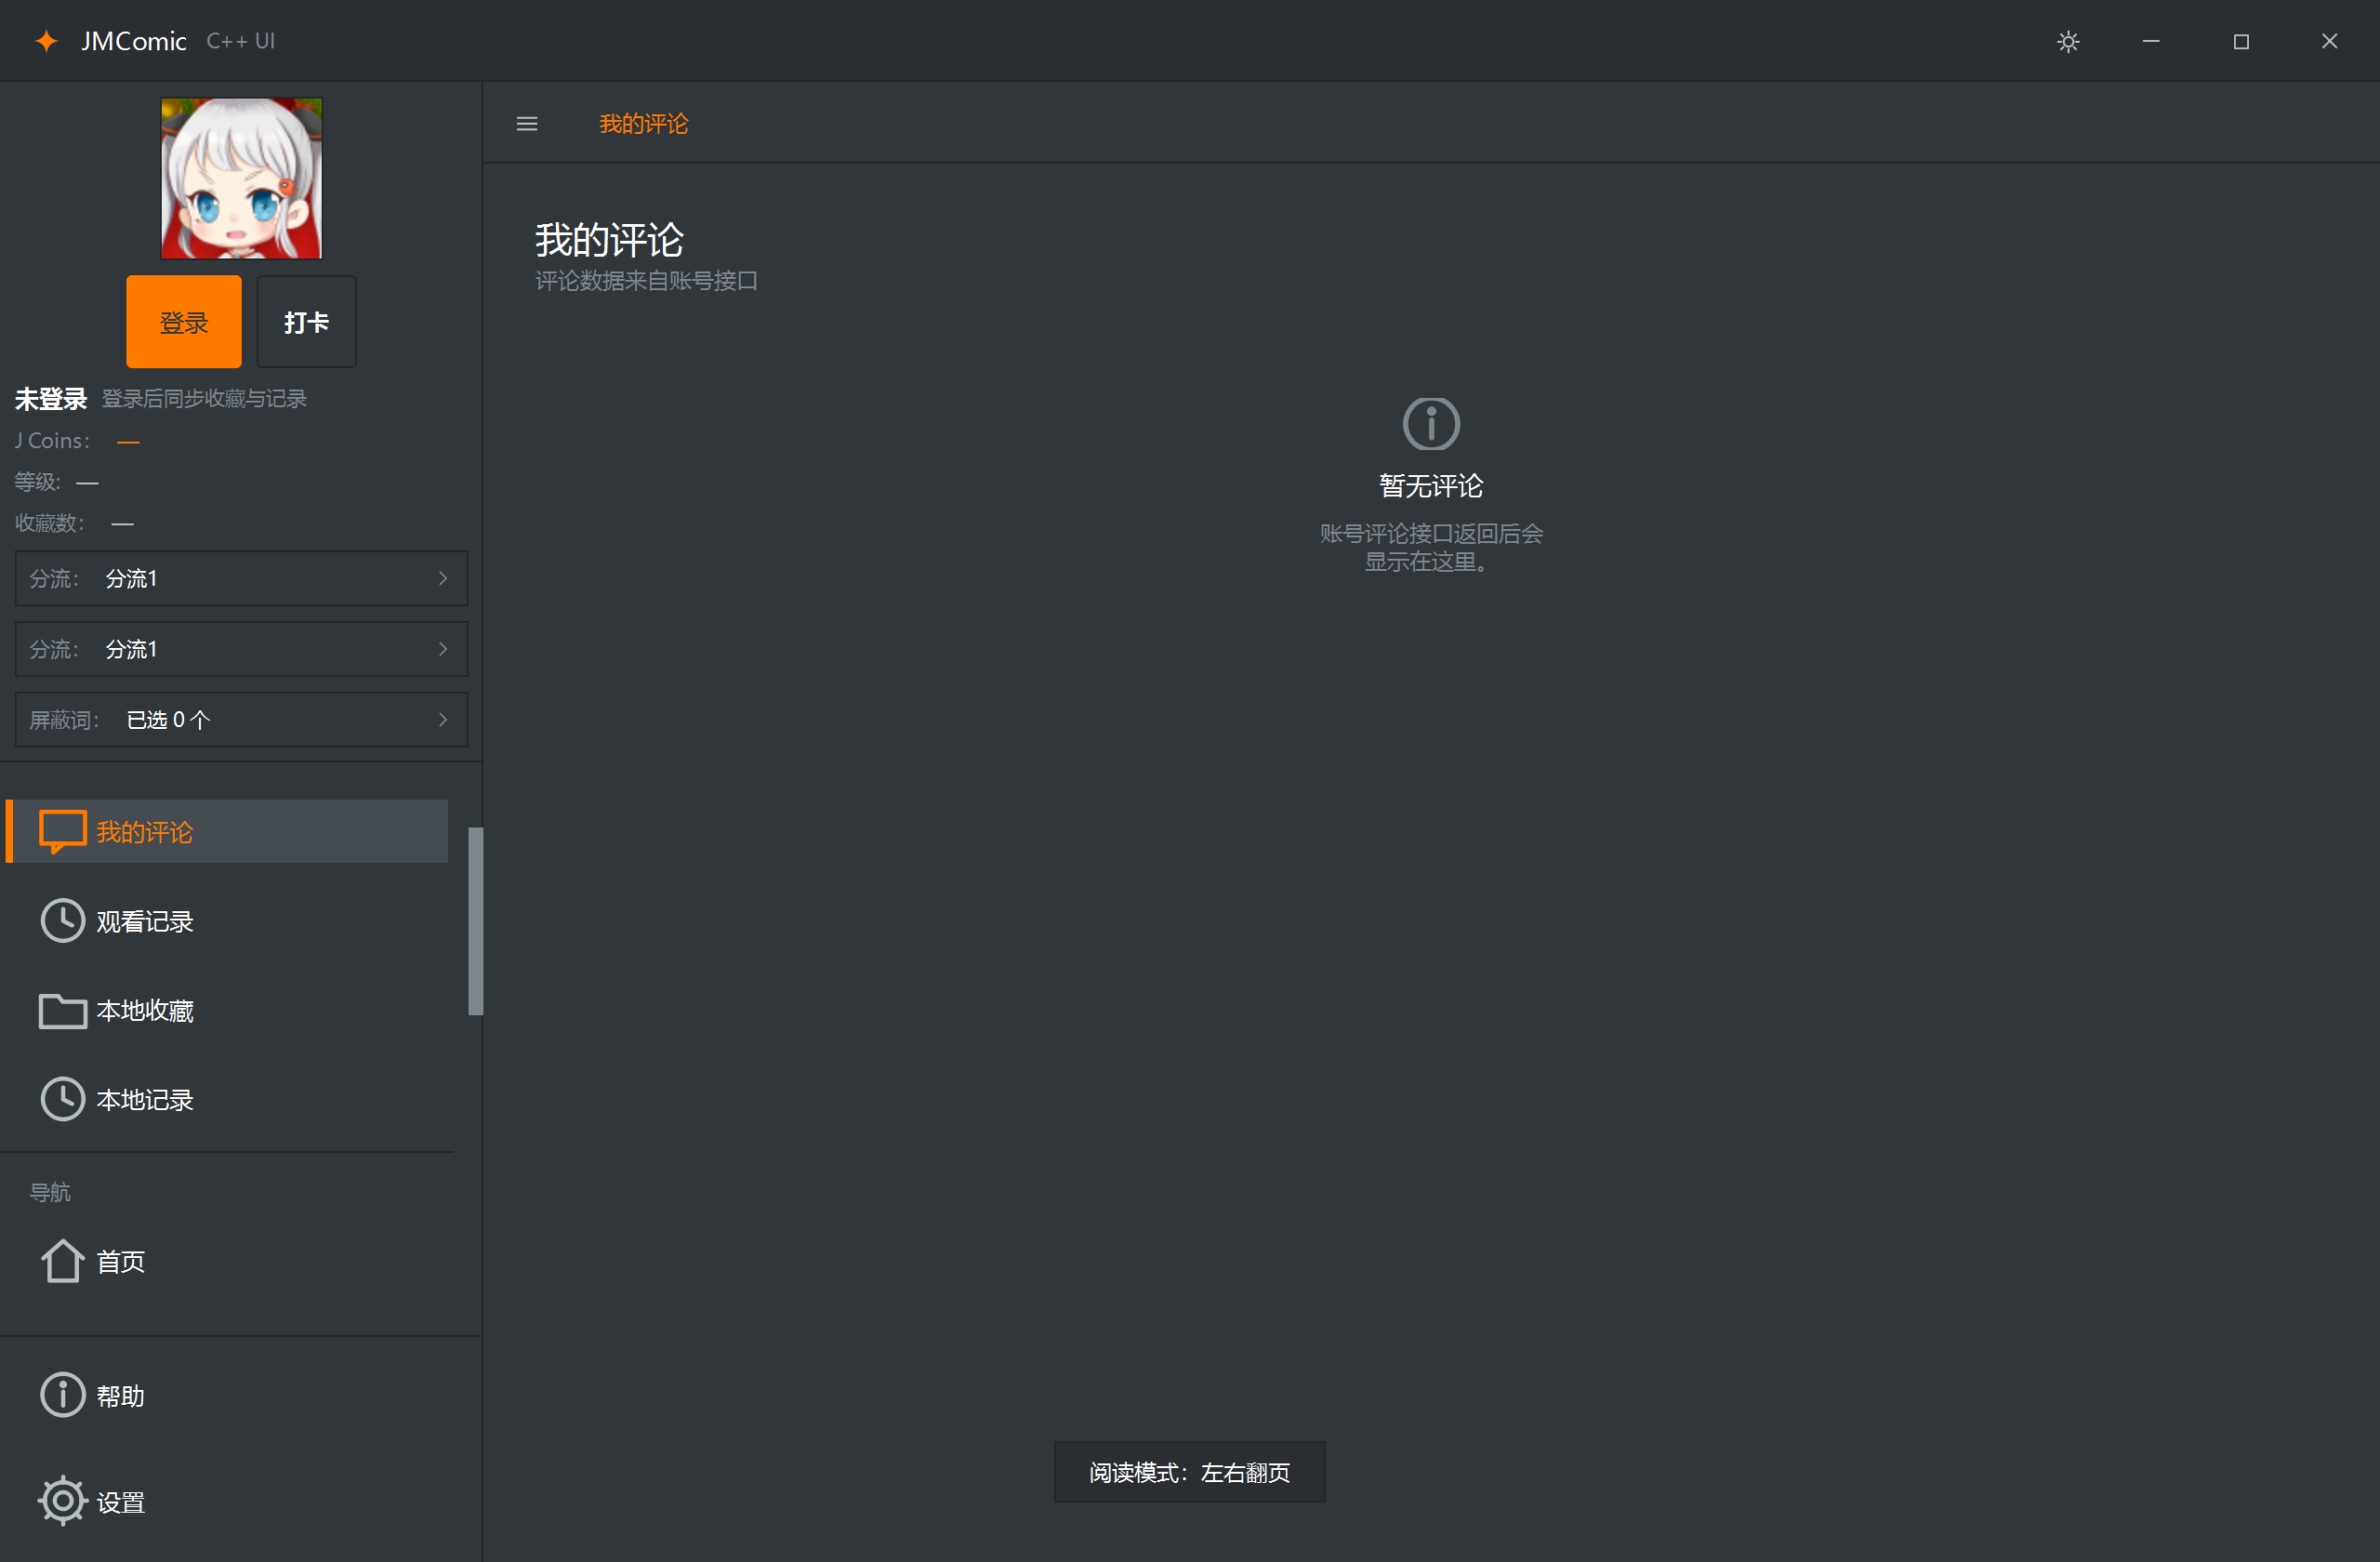 JMComic C++ UI
登录
打卡
未登录 登录后同步收藏与记录
J Coins: —
等级: —
收藏数: —
分流: 分流1
分流: 分流1
屏蔽词: 已选 0 个
我的评论
观看记录
本地收藏
本地记录
导航
首页
帮助
设置
我的评论
我的评论
评论数据来自账号接口
暂无评论
账号评论接口返回后会
显示在这里。
阅读模式：左右翻页